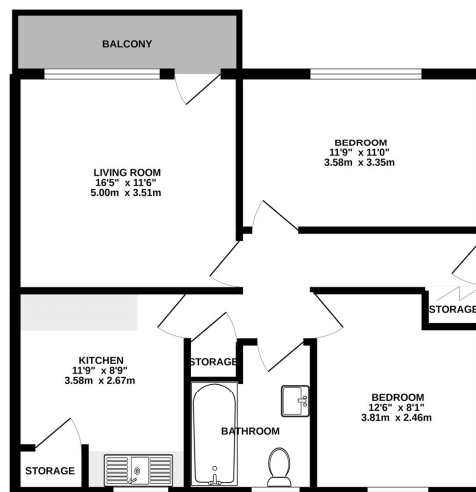 BALCONY
BEDROOM
11'9" x 11'0"
3.58m x 3.35m
LIVING ROOM
16'5" x 11'6"
5.00m x 3.51m
STORAGE
KITCHEN
11'9" x 8'9"
3.58m x 2.67m
STORAGE
BEDROOM
12'6" x 8'1"
3.81m x 2.46m
BATHROOM
STORAGE